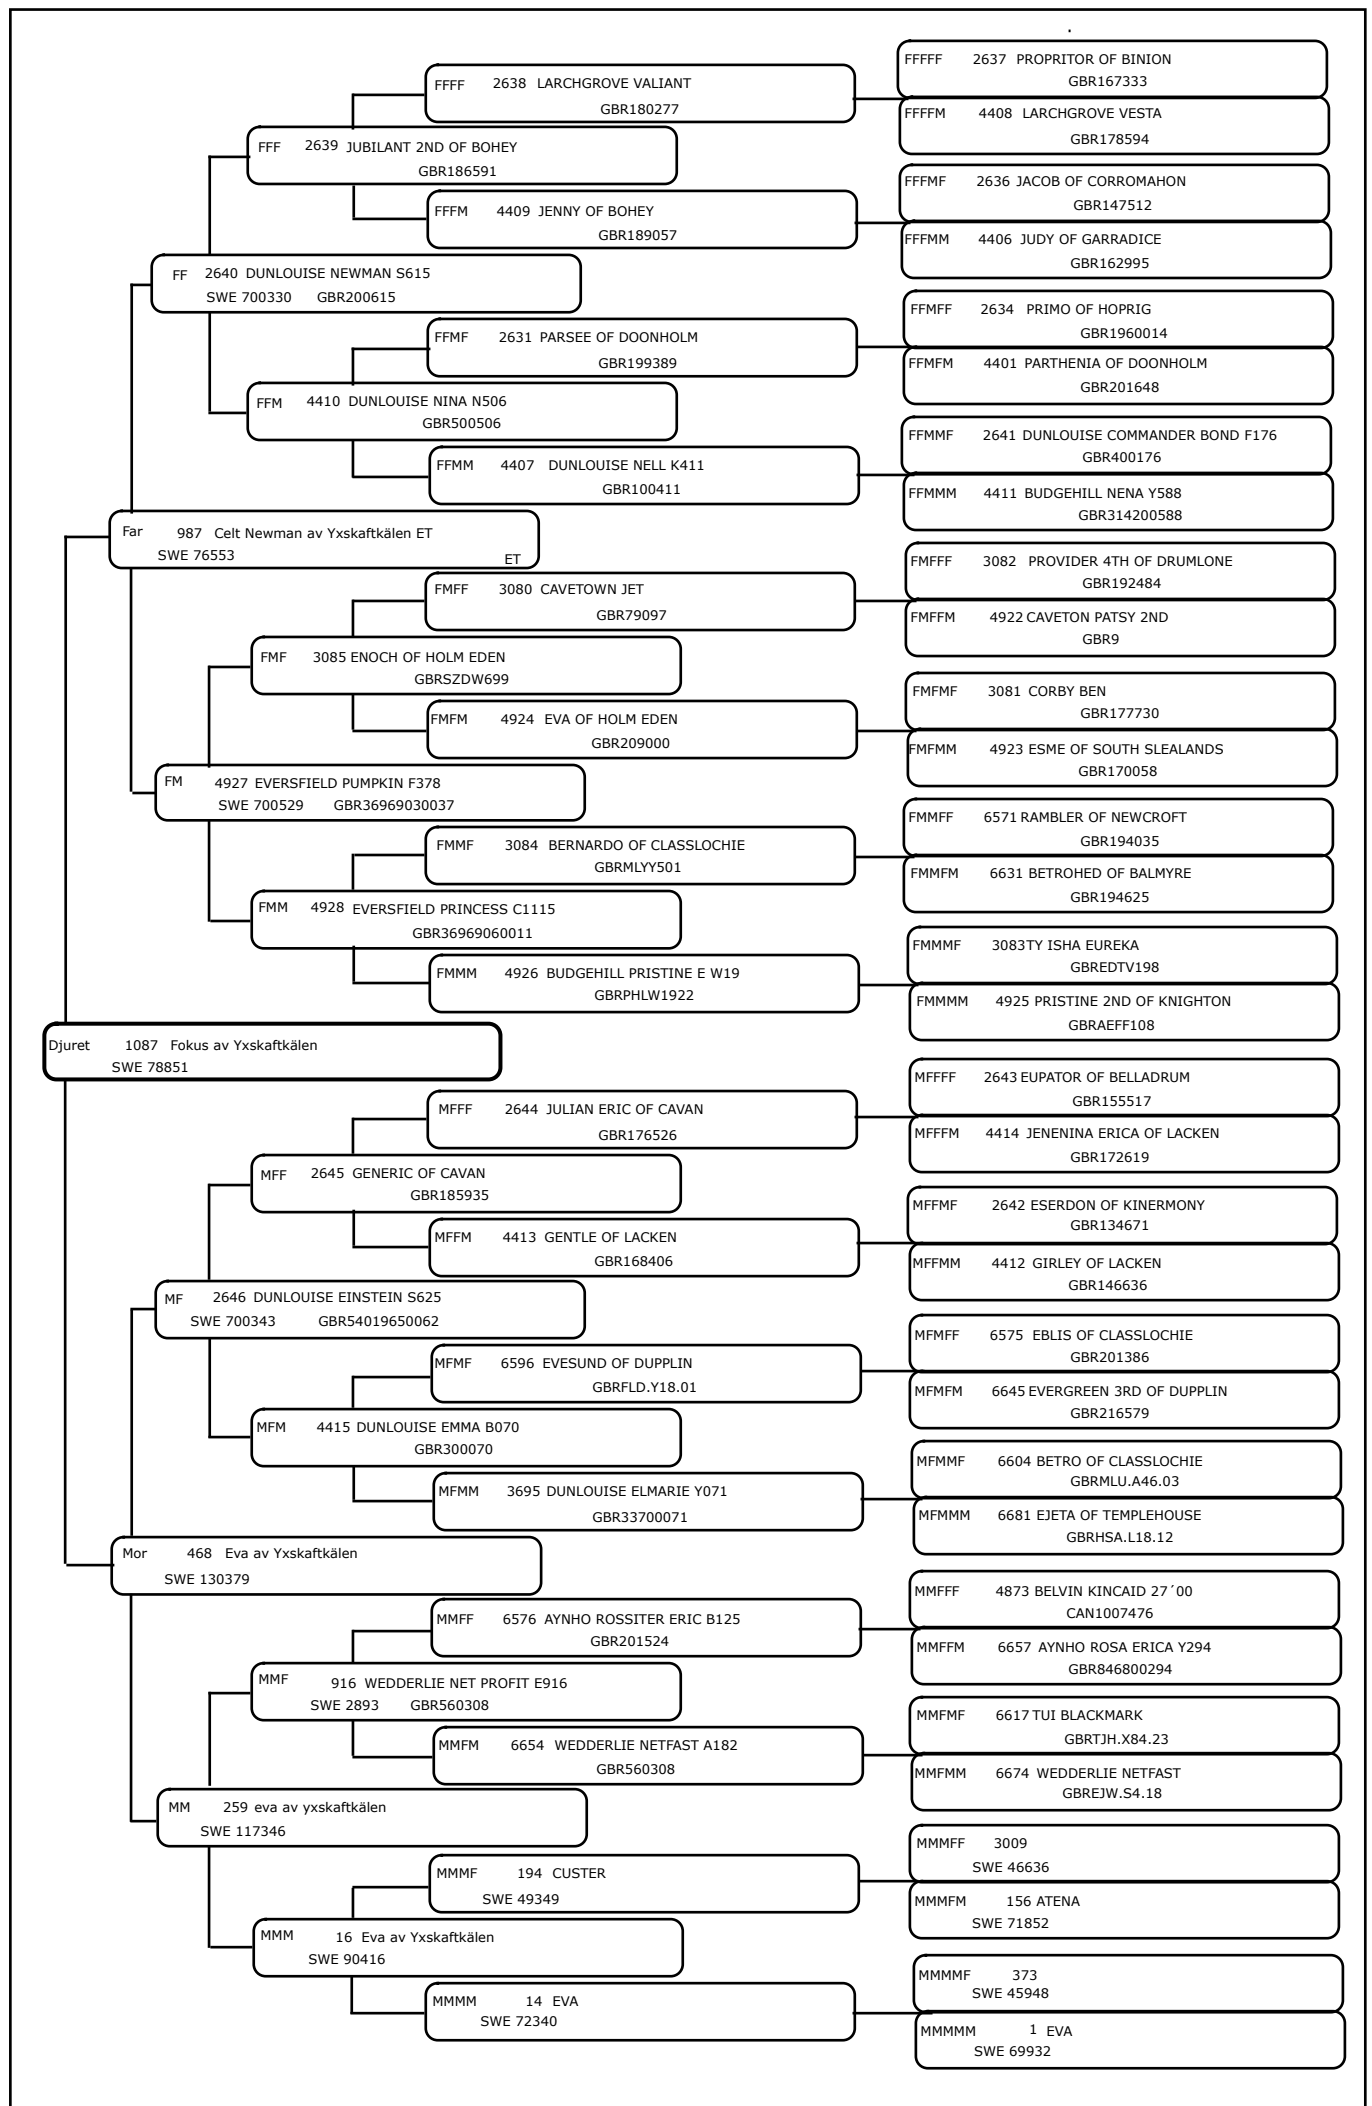 FFFFF 2637 PROPRITOR OF BINION
GBR167333
FFFF 2638 LARCHGROVE VALIANT
GBR180277
FFFFM 4408 LARCHGROVE VESTA
GBR178594
FFF 2639 JUBILANT 2ND OF BOHEY
GBR186591
FFFMF 2636 JACOB OF CORROMAHON
GBR147512
FFFM 4409 JENNY OF BOHEY
GBR189057
FFFMM 4406 JUDY OF GARRADICE
GBR162995
FF 2640 DUNLOUISE NEWMAN S615
SWE 700330 GBR200615
FFMFF 2634 PRIMO OF HOPRIG
GBR1960014
FFMF 2631 PARSEE OF DOONHOLM
GBR199389
FFMFM 4401 PARTHENIA OF DOONHOLM
GBR201648
FFM 4410 DUNLOUISE NINA N506
GBR500506
FFMMF 2641 DUNLOUISE COMMANDER BOND F176
GBR400176
FFMM 4407 DUNLOUISE NELL K411
GBR100411
FFMMM 4411 BUDGEHILL NENA Y588
GBR314200588
Far 987 Celt Newman av Yxskaftkälen ET
SWE 76553 ET
FMFFF 3082 PROVIDER 4TH OF DRUMLONE
GBR192484
FMFF 3080 CAVETOWN JET
GBR79097
FMFFM 4922 CAVETON PATSY 2ND
GBR9
FMF 3085 ENOCH OF HOLM EDEN
GBRSZDW699
FMFMF 3081 CORBY BEN
GBR177730
FMFM 4924 EVA OF HOLM EDEN
GBR209000
FMFMM 4923 ESME OF SOUTH SLEALANDS
GBR170058
FM 4927 EVERSFIELD PUMPKIN F378
SWE 700529 GBR36969030037
FMMFF 6571 RAMBLER OF NEWCROFT
GBR194035
FMMF 3084 BERNARDO OF CLASSLOCHIE
GBRMLYY501
FMMFM 6631 BETROHED OF BALMYRE
GBR194625
FMM 4928 EVERSFIELD PRINCESS C1115
GBR36969060011
FMMMF 3083TY ISHA EUREKA
GBREDTV198
FMMM 4926 BUDGEHILL PRISTINE E W19
GBRPHLW1922
FMMMM 4925 PRISTINE 2ND OF KNIGHTON
GBRAEFF108
Djuret 1087 Fokus av Yxskaftkälen
SWE 78851
MFFFF 2643 EUPATOR OF BELLADRUM
GBR155517
MFFF 2644 JULIAN ERIC OF CAVAN
GBR176526
MFFFM 4414 JENENINA ERICA OF LACKEN
GBR172619
MFF 2645 GENERIC OF CAVAN
GBR185935
MFFMF 2642 ESERDON OF KINERMONY
GBR134671
MFFM 4413 GENTLE OF LACKEN
GBR168406
MFFMM 4412 GIRLEY OF LACKEN
GBR146636
MF 2646 DUNLOUISE EINSTEIN S625
SWE 700343 GBR54019650062
MFMFF 6575 EBLIS OF CLASSLOCHIE
GBR201386
MFMF 6596 EVESUND OF DUPPLIN
GBRFLD.Y18.01
MFMFM 6645 EVERGREEN 3RD OF DUPPLIN
GBR216579
MFM 4415 DUNLOUISE EMMA B070
GBR300070
MFMMF 6604 BETRO OF CLASSLOCHIE
GBRMLU.A46.03
MFMM 3695 DUNLOUISE ELMARIE Y071
GBR33700071
MFMMM 6681 EJETA OF TEMPLEHOUSE
GBRHSA.L18.12
Mor 468 Eva av Yxskaftkälen
SWE 130379
MMFFF 4873 BELVIN KINCAID 27´00
CAN1007476
MMFF 6576 AYNHO ROSSITER ERIC B125
GBR201524
MMFFM 6657 AYNHO ROSA ERICA Y294
GBR846800294
MMF 916 WEDDERLIE NET PROFIT E916
SWE 2893 GBR560308
MMFMF 6617 TUI BLACKMARK
GBRTJH.X84.23
MMFM 6654 WEDDERLIE NETFAST A182
GBR560308
MMFMM 6674 WEDDERLIE NETFAST
GBREJW.S4.18
MM 259 eva av yxskaftkälen
SWE 117346
MMMFF 3009
SWE 46636
MMMF 194 CUSTER
SWE 49349
MMMFM 156 ATENA
SWE 71852
MMM 16 Eva av Yxskaftkälen
SWE 90416
MMMMF 373
SWE 45948
MMMM 14 EVA
SWE 72340
MMMMM 1 EVA
SWE 69932